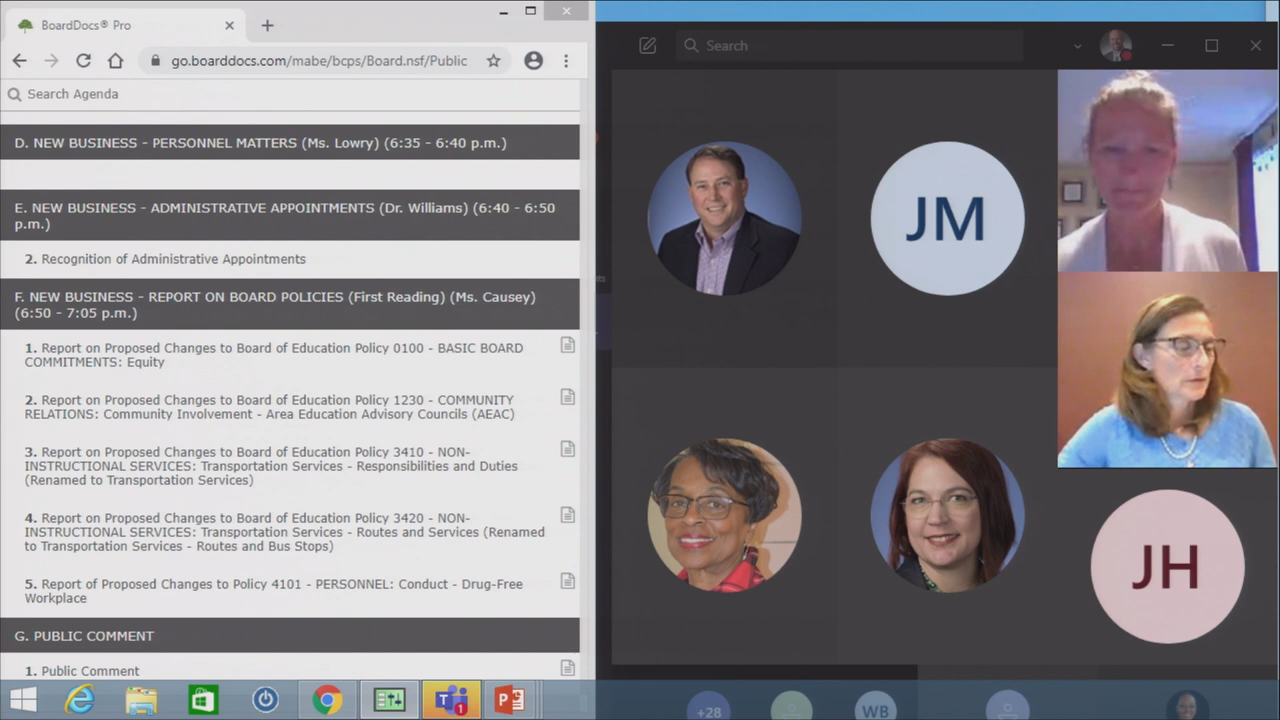 BoardDocs® Pro
go.boarddocs.com/mabe/bcps/Board.nsf/Public
Search Agenda
D. NEW BUSINESS - PERSONNEL MATTERS (Ms. Lowry) (6:35 - 6:40 p.m.)
E. NEW BUSINESS - ADMINISTRATIVE APPOINTMENTS (Dr. Williams) (6:40 - 6:50
p.m.)
2. Recognition of Administrative Appointments
F. NEW BUSINESS - REPORT ON BOARD POLICIES (First Reading) (Ms. Causey)
(6:50 - 7:05 p.m.)
1. Report on Proposed Changes to Board of Education Policy 0100 - BASIC BOARD
COMMITMENTS: Equity
2. Report on Proposed Changes to Board of Education Policy 1230 - COMMUNITY
RELATIONS: Community Involvement - Area Education Advisory Councils (AEAC)
3. Report on Proposed Changes to Board of Education Policy 3410 - NON-
INSTRUCTIONAL SERVICES: Transportation Services - Responsibilities and Duties
(Renamed to Transportation Services)
4. Report on Proposed Changes to Board of Education Policy 3420 - NON-
INSTRUCTIONAL SERVICES: Transportation Services - Routes and Services (Renamed
to Transportation Services - Routes and Bus Stops)
5. Report of Proposed Changes to Policy 4101 - PERSONNEL: Conduct - Drug-Free
Workplace
G. PUBLIC COMMENT
1. Public Comment
Search
JM
JH
+28
WB
1